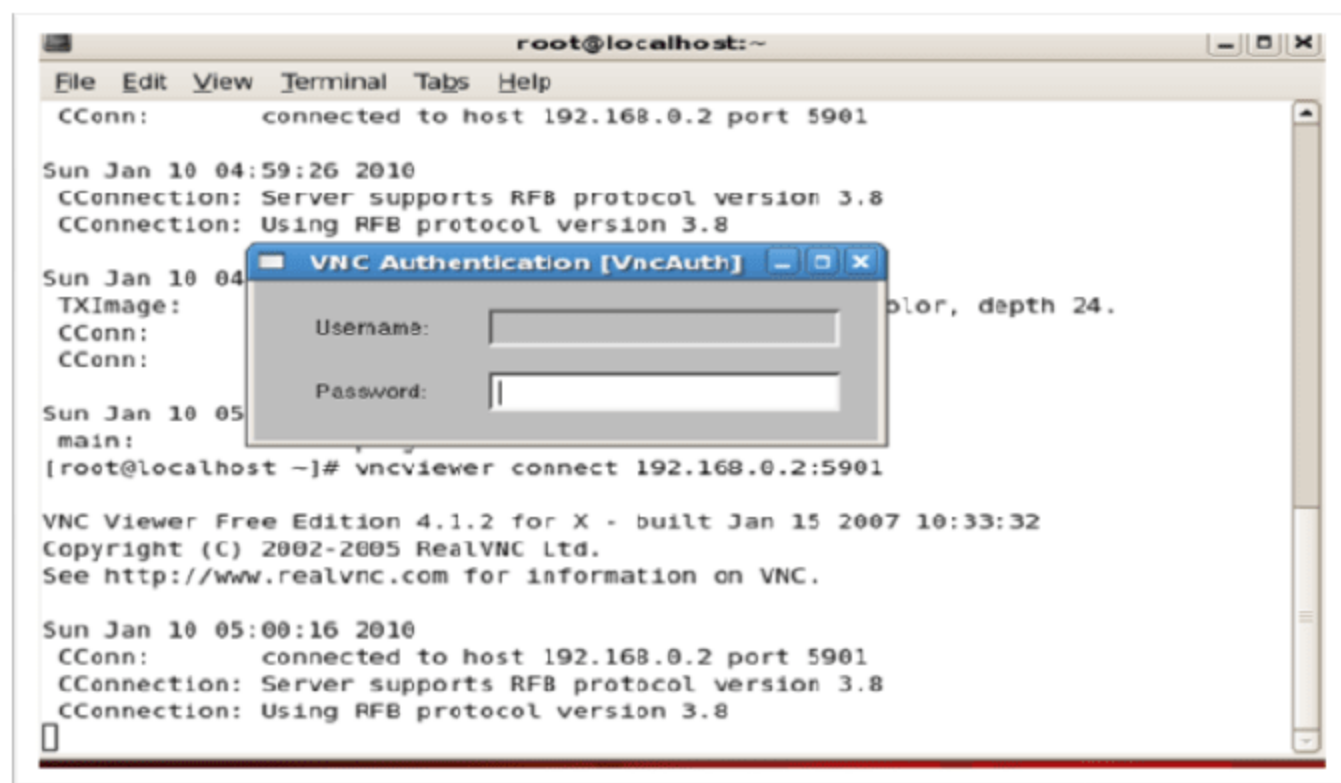 root@localhost:~
File Edit View Terminal Tabs Help
CConn: connected to host 192.168.0.2 port 5901
Sun Jan 10 04:59:26 2010
CConnection: Server supports RFB protocol version 3.8
CConnection: Using RFB protocol version 3.8
VNC Authentication [VncAuth]
Sun Jan 10 04
TXImage: olor, depth 24.
Username:
CConn:
CConn:
Password:
Sun Jan 10 05
main:
[root@localhost ~]# vncviewer connect 192.168.0.2:5901
VNC Viewer Free Edition 4.1.2 for X - built Jan 15 2007 10:33:32
Copyright (C) 2002-2005 RealVNC Ltd.
See http://www.realvnc.com for information on VNC.
Sun Jan 10 05:00:16 2010
CConn: connected to host 192.168.0.2 port 5901
CConnection: Server supports RFB protocol version 3.8
CConnection: Using RFB protocol version 3.8